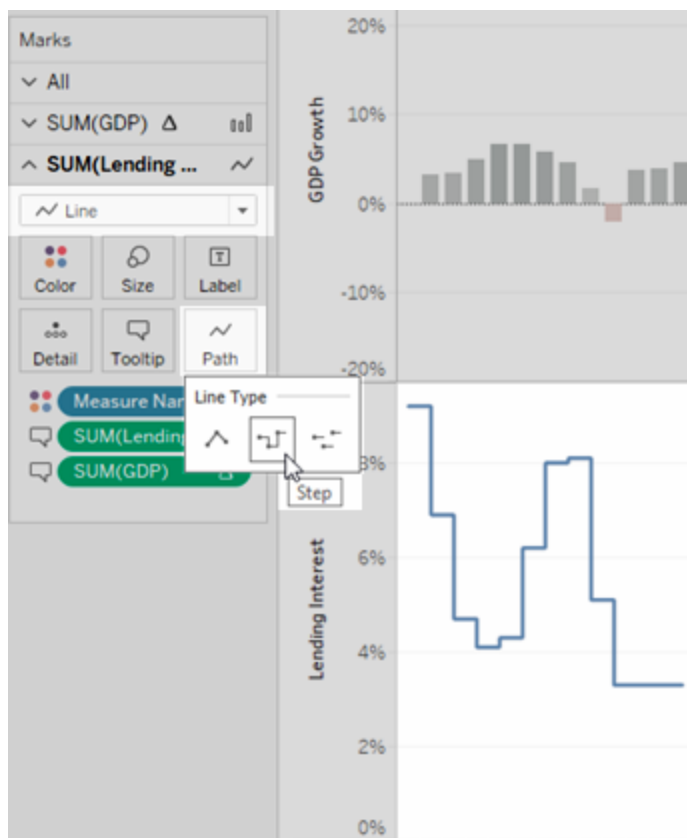 Marks
All
SUM(GDP) Δ
SUM(Lending ...
Line
Color Size Label
Detail Tooltip Path
Line Type
Measure Nar
SUM(Lending
SUM(GDP) Δ
Step
GDP Growth
20%
10%
0%
-10%
-20%
Lending Interest
8%
6%
4%
2%
0%